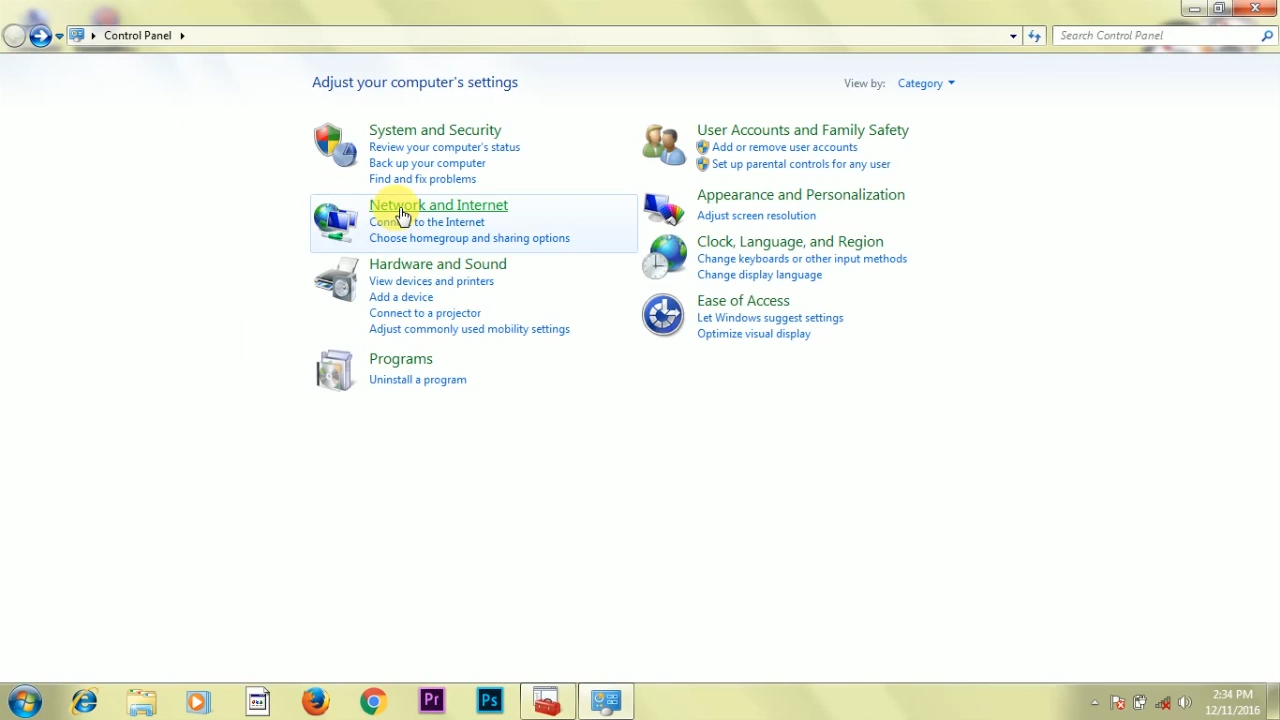 Control Panel
Search Control Panel
Adjust your computer's settings
View by: Category
System and Security
Review your computer's status
Back up your computer
Find and fix problems
Network and Internet
Connect to the Internet
Choose homegroup and sharing options
Hardware and Sound
View devices and printers
Add a device
Connect to a projector
Adjust commonly used mobility settings
Programs
Uninstall a program
User Accounts and Family Safety
Add or remove user accounts
Set up parental controls for any user
Appearance and Personalization
Adjust screen resolution
Clock, Language, and Region
Change keyboards or other input methods
Change display language
Ease of Access
Let Windows suggest settings
Optimize visual display
Pr
Ps
2:34 PM
12/11/2016